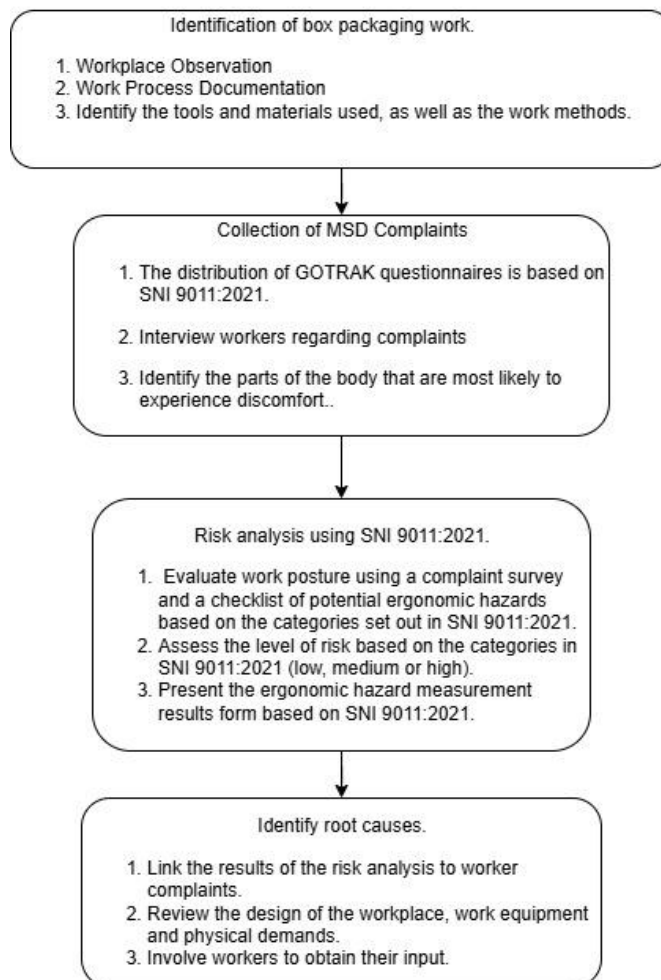 Identification of box packaging work.
1. Workplace Observation
2. Work Process Documentation
3. Identify the tools and materials used, as well as the work methods.
Collection of MSD Complaints
1. The distribution of GOTRAK questionnaires is based on
SNI 9011:2021.
2. Interview workers regarding complaints
3. Identify the parts of the body that are most likely to
experience discomfort..
Risk analysis using SNI 9011:2021.
1. Evaluate work posture using a complaint survey
and a checklist of potential ergonomic hazards
based on the categories set out in SNI 9011:2021.
2. Assess the level of risk based on the categories in
SNI 9011:2021 (low, medium or high).
3. Present the ergonomic hazard measurement
results form based on SNI 9011:2021.
Identify root causes.
1. Link the results of the risk analysis to worker
complaints.
2. Review the design of the workplace, work equipment
and physical demands.
3. Involve workers to obtain their input.